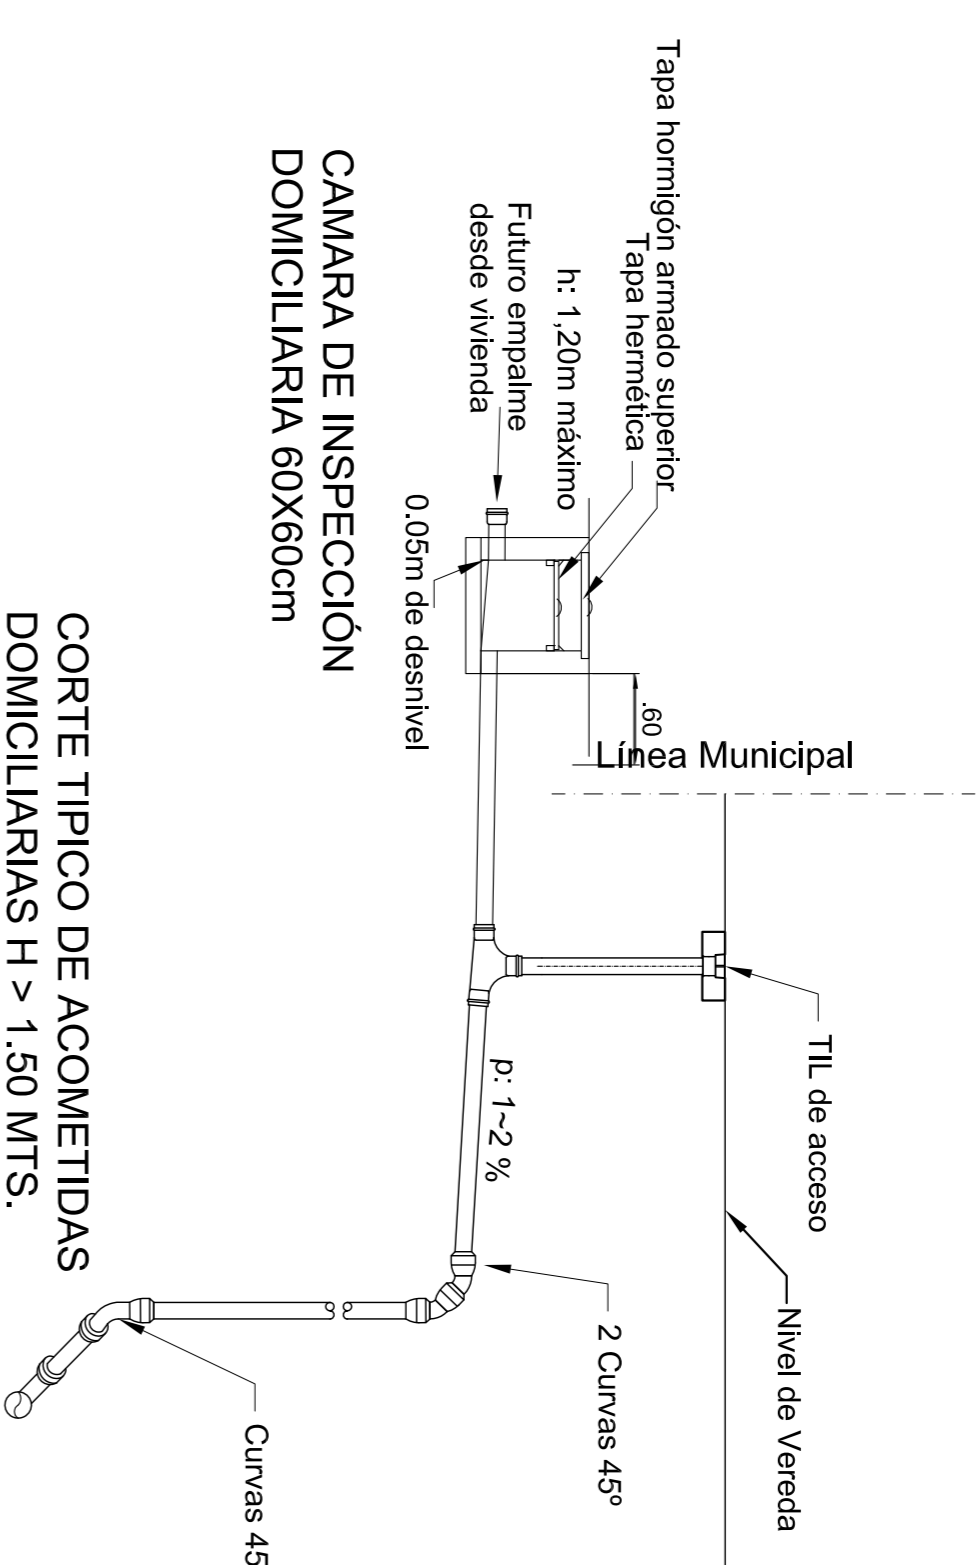 Tapa hormigón armado superior
Tapa hermética
h: 1,20m máximo
Futuro empalme
desde vivienda
0.05m de desnivel
.60
Línea Municipal
TIL de acceso
Nivel de Vereda
p: 1~2 %
2 Curvas 45º
Curvas 45
CAMARA DE INSPECCIÓN
DOMICILIARIA 60X60cm
CORTE TIPICO DE ACOMETIDAS
DOMICILIARIAS H > 1.50 MTS.